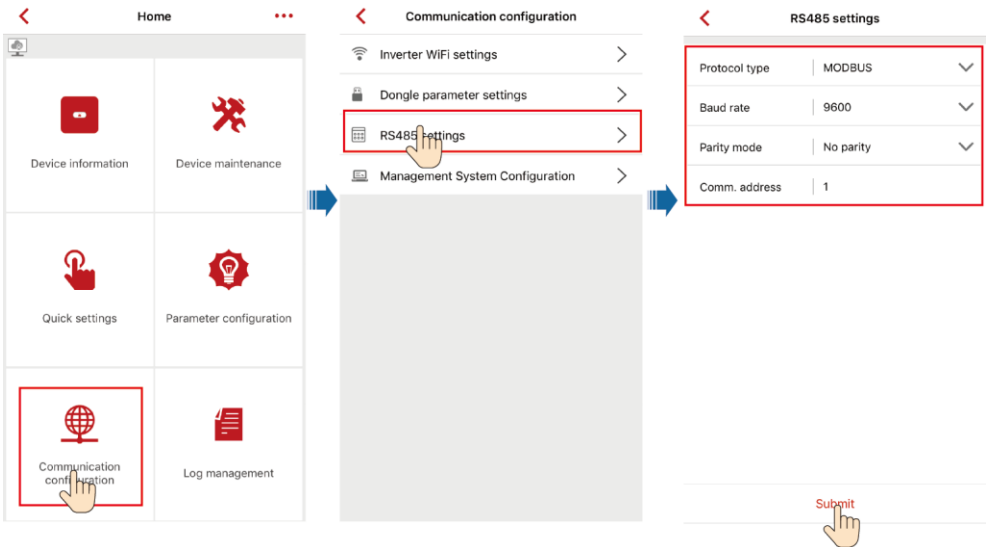 Home
Device information
Device maintenance
Quick settings
Parameter configuration
Communication
configuration
Log management
Communication configuration
Inverter WiFi settings
Dongle parameter settings
RS485 settings
Management System Configuration
RS485 settings
Protocol type MODBUS
Baud rate 9600
Parity mode No parity
Comm. address 1
Submit